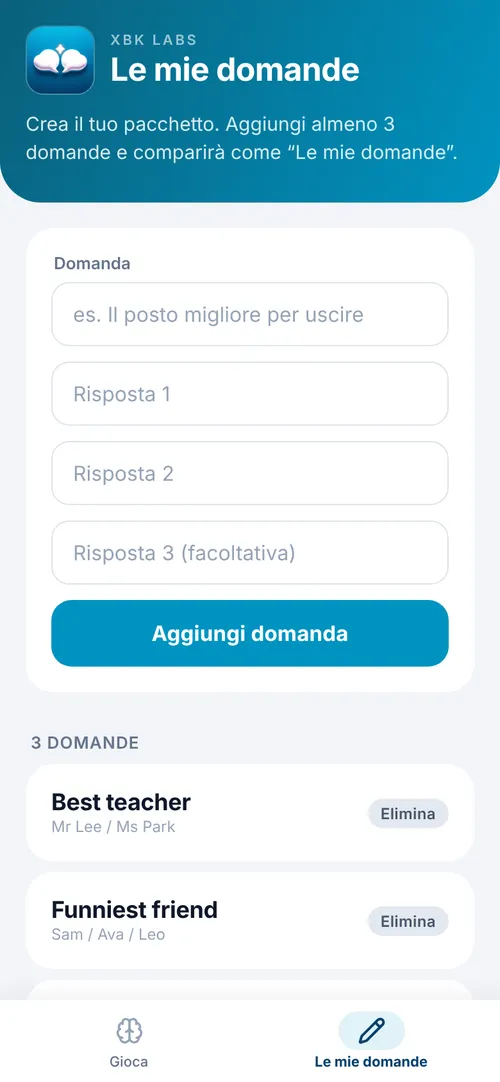 XBK LABS
Le mie domande
Crea il tuo pacchetto. Aggiungi almeno 3
domande e comparirà come “Le mie domande”.
Domanda
es. Il posto migliore per uscire
Risposta 1
Risposta 2
Risposta 3 (facoltativa)
Aggiungi domanda
3 DOMANDE
Best teacher
Mr Lee / Ms Park
Elimina
Funniest friend
Sam / Ava / Leo
Elimina
Gioca
Le mie domande